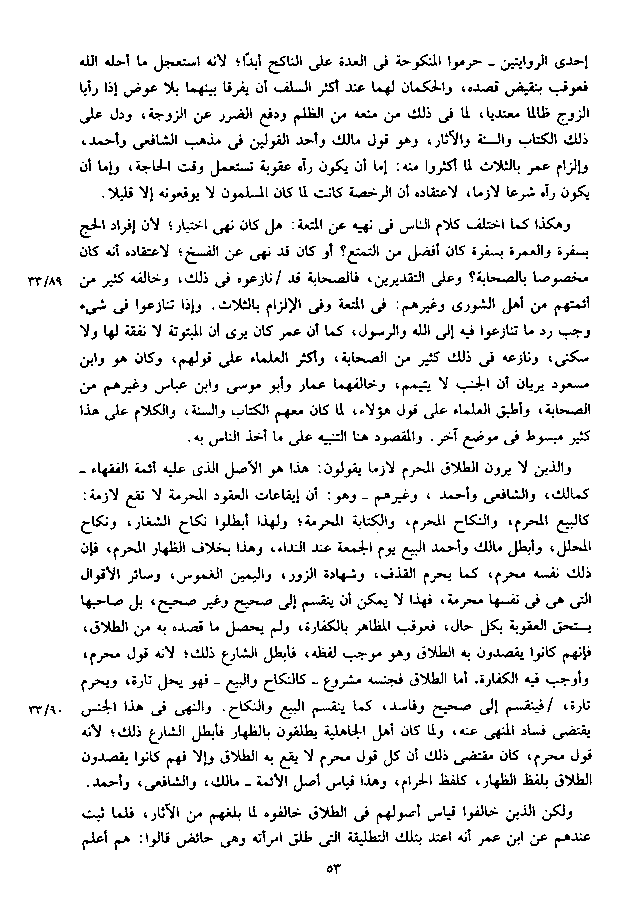 إحدى الروايتين ـ حرموا المنكوحة فى العدة على الناكح أبدًا؛ لأنه استعجل ما أحله الله
فعوقب بنقيض قصده، والحكمان لهما عند أكثر السلف أن يفرقا بينهما بلا عوض إذا رأيا
الزوج ظالما معتديا، لما فى ذلك من منعه من الظلم ودفع الضرر عن الزوجة، ودل على
ذلك الكتاب والسنة والآثار، وهو قول مالك وأحد القولين فى مذهب الشافعى وأحمد،
وإلزام عمر بالثلاث لما أكثروا منه: إما أن يكون رآه عقوبة تستعمل وقت الحاجة، وإما أن
يكون رآه شرعا لازما، لاعتقاده أن الرخصة كانت لما كان المسلمون لا يوقعونه إلا قليلا.
وهكذا كما اختلف كلام الناس فى نهيه عن المتعة: هل كان نهى اختيار؛ لأن إفراد الحج
بسفرة والعمرة بسفرة كان أفضل من التمتع؟ أو كان قد نهى عن الفسخ؛ لاعتقاده أنه كان
مخصوصا بالصحابة؟ وعلى التقديرين، فالصحابة قد / نازعوه فى ذلك، وخالفه كثير من
٣٣/٨٩
أئمتهم من أهل الشورى وغيرهم: فى المتعة وفى الإلزام بالثلاث. وإذا تنازعوا فى شىء
وجب رد ما تنازعوا فيه إلى الله والرسول، كما أن عمر كان يرى أن المبتوتة لا نفقة لها ولا
سكنى، ونازعه فى ذلك كثير من الصحابة، وأكثر العلماء على قولهم، وكان هو وابن
مسعود يريان أن الجنب لا يتيمم، وخالفهما عمار وأبو موسى وابن عباس وغيرهم من
الصحابة، وأطبق العلماء على قول هؤلاء، لما كان معهم الكتاب والسنة، والكلام على هذا
كثير مبسوط فى موضع آخر. والمقصود هنا التنبيه على ما أخذ الناس به.
والذين لا يرون الطلاق المحرم لازما يقولون: هذا هو الأصل الذى عليه أئمة الفقهاء ـ
كمالك، والشافعى وأحمد ، وغيرهم ـ وهو: أن إيقاعات العقود المحرمة لا تقع لازمة:
كالبيع المحرم، والنكاح المحرم، والكتابة المحرمة؛ ولهذا أبطلوا نكاح الشغار، ونكاح
المحلل، وأبطل مالك وأحمد البيع يوم الجمعة عند النداء، وهذا بخلاف الظهار المحرم، فإن
ذلك نفسه محرم، كما يحرم القذف، وشهادة الزور، واليمين الغموس، وسائر الأقوال
التى هى فى نفسها محرمة، فهذا لا يمكن أن ينقسم إلى صحيح وغير صحيح، بل صاحبها
يستحق العقوبة بكل حال، فعوقب المظاهر بالكفارة، ولم يحصل ما قصده به من الطلاق،
فإنهم كانوا يقصدون به الطلاق وهو موجب لفظه، فأبطل الشارع ذلك؛ لأنه قول محرم،
وأوجب فيه الكفارة. أما الطلاق فجنسه مشروع ـ كالنكاح والبيع ـ فهو يحل تارة، ويحرم
تارة، / فينقسم إلى صحيح وفاسد، كما ينقسم البيع والنكاح. والنهى فى هذا الجنس
٣٣/٩٠
يقتضى فساد المنهى عنه، ولما كان أهل الجاهلية يطلقون بالظهار فأبطل الشارع ذلك؛ لأنه
قول محرم، كان مقتضى ذلك أن كل قول محرم لا يقع به الطلاق وإلا فهم كانوا يقصدون
الطلاق بلفظ الظهار، كلفظ الحرام، وهذا قياس أصل الأئمة ـ مالك، والشافعى، وأحمد.
ولكن الذين خالفوا قياس أصولهم فى الطلاق خالفوه لما بلغهم من الآثار، فلما ثبت
عندهم عن ابن عمر أنه اعتد بتلك التطليقة التى طلق امرأته وهى حائض قالوا: هم أعلم
٥٣